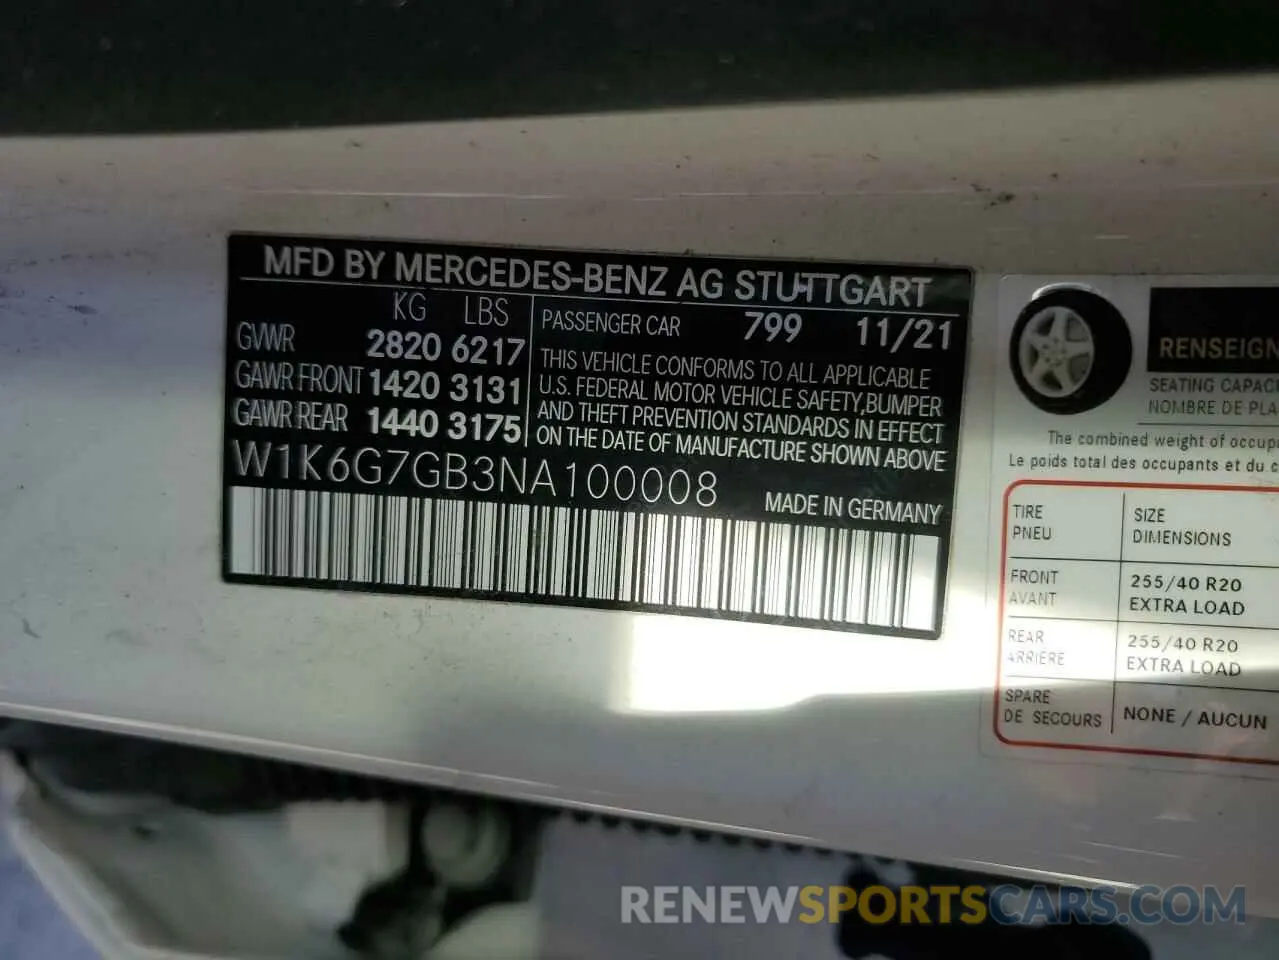 MFD BY MERCEDES-BENZ AG STUTTGART
KG LBS
GVWR 2820 6217
GAWR FRONT 1420 3131
GAWR REAR 1440 3175
PASSENGER CAR 799 11/21
THIS VEHICLE CONFORMS TO ALL APPLICABLE
U.S. FEDERAL MOTOR VEHICLE SAFETY,BUMPER
AND THEFT PREVENTION STANDARDS IN EFFECT
ON THE DATE OF MANUFACTURE SHOWN ABOVE
W1K6G7GB3NA100008
MADE IN GERMANY
SEATING
NOMBRE DE
The combined weight of
Le poids total des occupants et du
TIRE SIZE
PNEU DIMENSIONS
FRONT 255/40 R20
AVANT EXTRA LOAD
REAR 255/40 R20
ARRIÈRE EXTRA LOAD
SPARE NONE / AUCUN
DE SECOURS
RENEWSPORTSCARS.COM